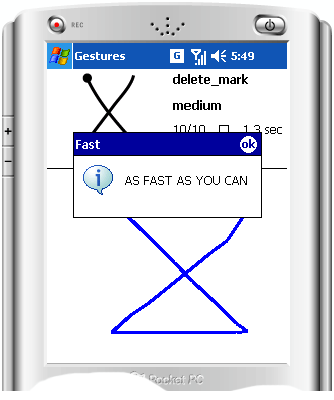 REC
Gestures G 5:49
delete_mark
medium
10/10 1.3 sec
Fast ok
AS FAST AS YOU CAN
Pocket PC